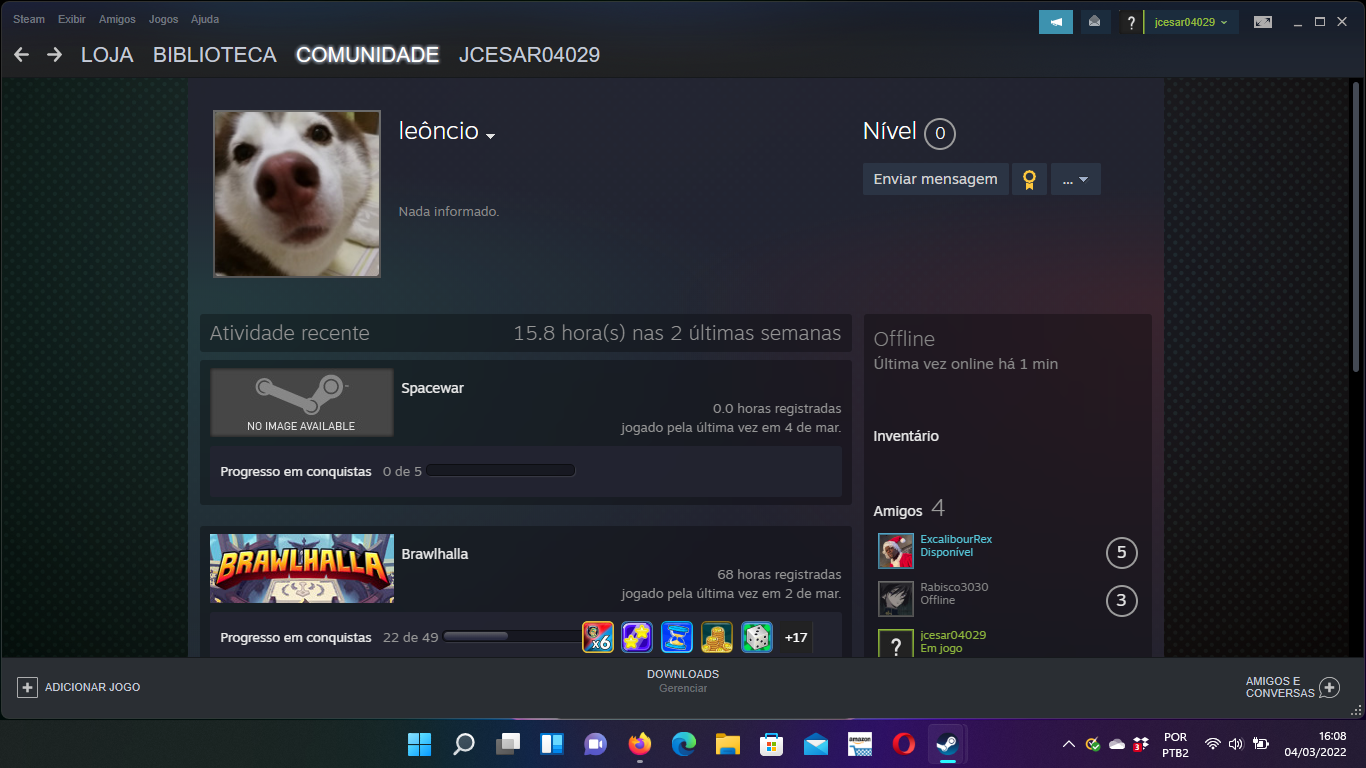 Steam Exibir Amigos Jogos Ajuda
? jcesar04029
LOJA BIBLIOTECA COMUNIDADE JCESAR04029
leôncio
Nada informado.
Nível 0
Enviar mensagem
...
Atividade recente 15.8 hora(s) nas 2 últimas semanas
NO IMAGE AVAILABLE
Spacewar
0.0 horas registradas
jogado pela última vez em 4 de mar.
Progresso em conquistas 0 de 5
BRAWLHALLA
Brawlhalla
68 horas registradas
jogado pela última vez em 2 de mar.
Progresso em conquistas 22 de 49
x6
+17
Offline
Última vez online há 1 min
Inventário
Amigos 4
ExcalibourRex
Disponível
5
Rabisco3030
Offline
3
?
jcesar04029
Em jogo
ADICIONAR JOGO
DOWNLOADS
Gerenciar
AMIGOS E
CONVERSAS
amazon
3
POR
PTB2
16:08
04/03/2022